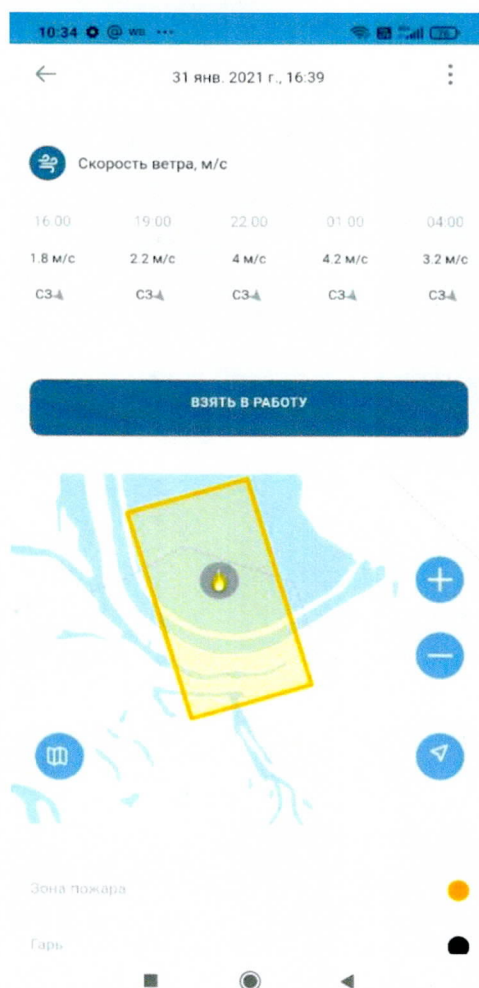 10:34 @ WB ...
31 янв. 2021 г., 16:39
Скорость ветра, м/с
16:00 19:00 22:00 01:00 04:00
1.8 м/с 2.2 м/с 4 м/с 4.2 м/с 3.2 м/с
СЗ СЗ СЗ СЗ СЗ
ВЗЯТЬ В РАБОТУ
Зона пожара
Гарь